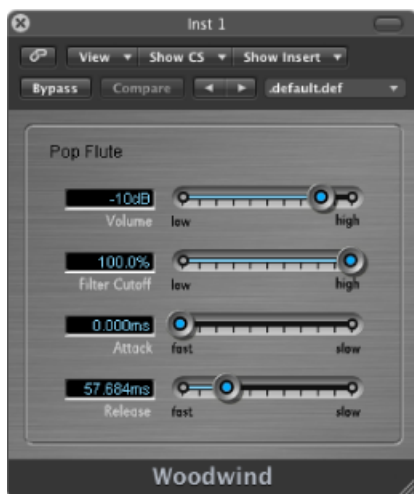 Inst 1
View Show CS Show Insert
Bypass Compare .default.def
Pop Flute
-10dB
Volume low high
100.0%
Filter Cutoff low high
0.000ms
Attack fast slow
57.684ms
Release fast slow
Woodwind